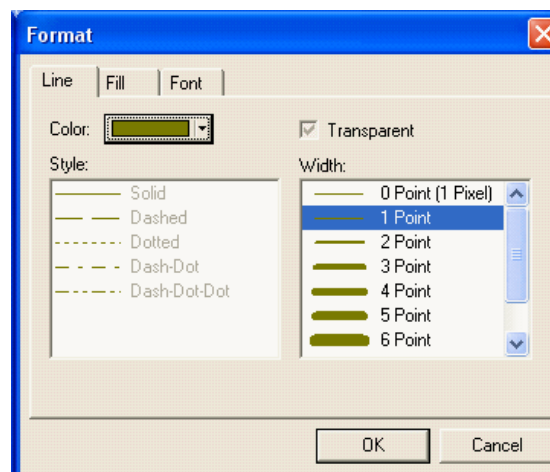 Format
Line Fill Font
Color: Transparent
Style: Width:
Solid
Dashed
Dotted
Dash-Dot
Dash-Dot-Dot
0 Point (1 Pixel)
1 Point
2 Point
3 Point
4 Point
5 Point
6 Point
OK Cancel